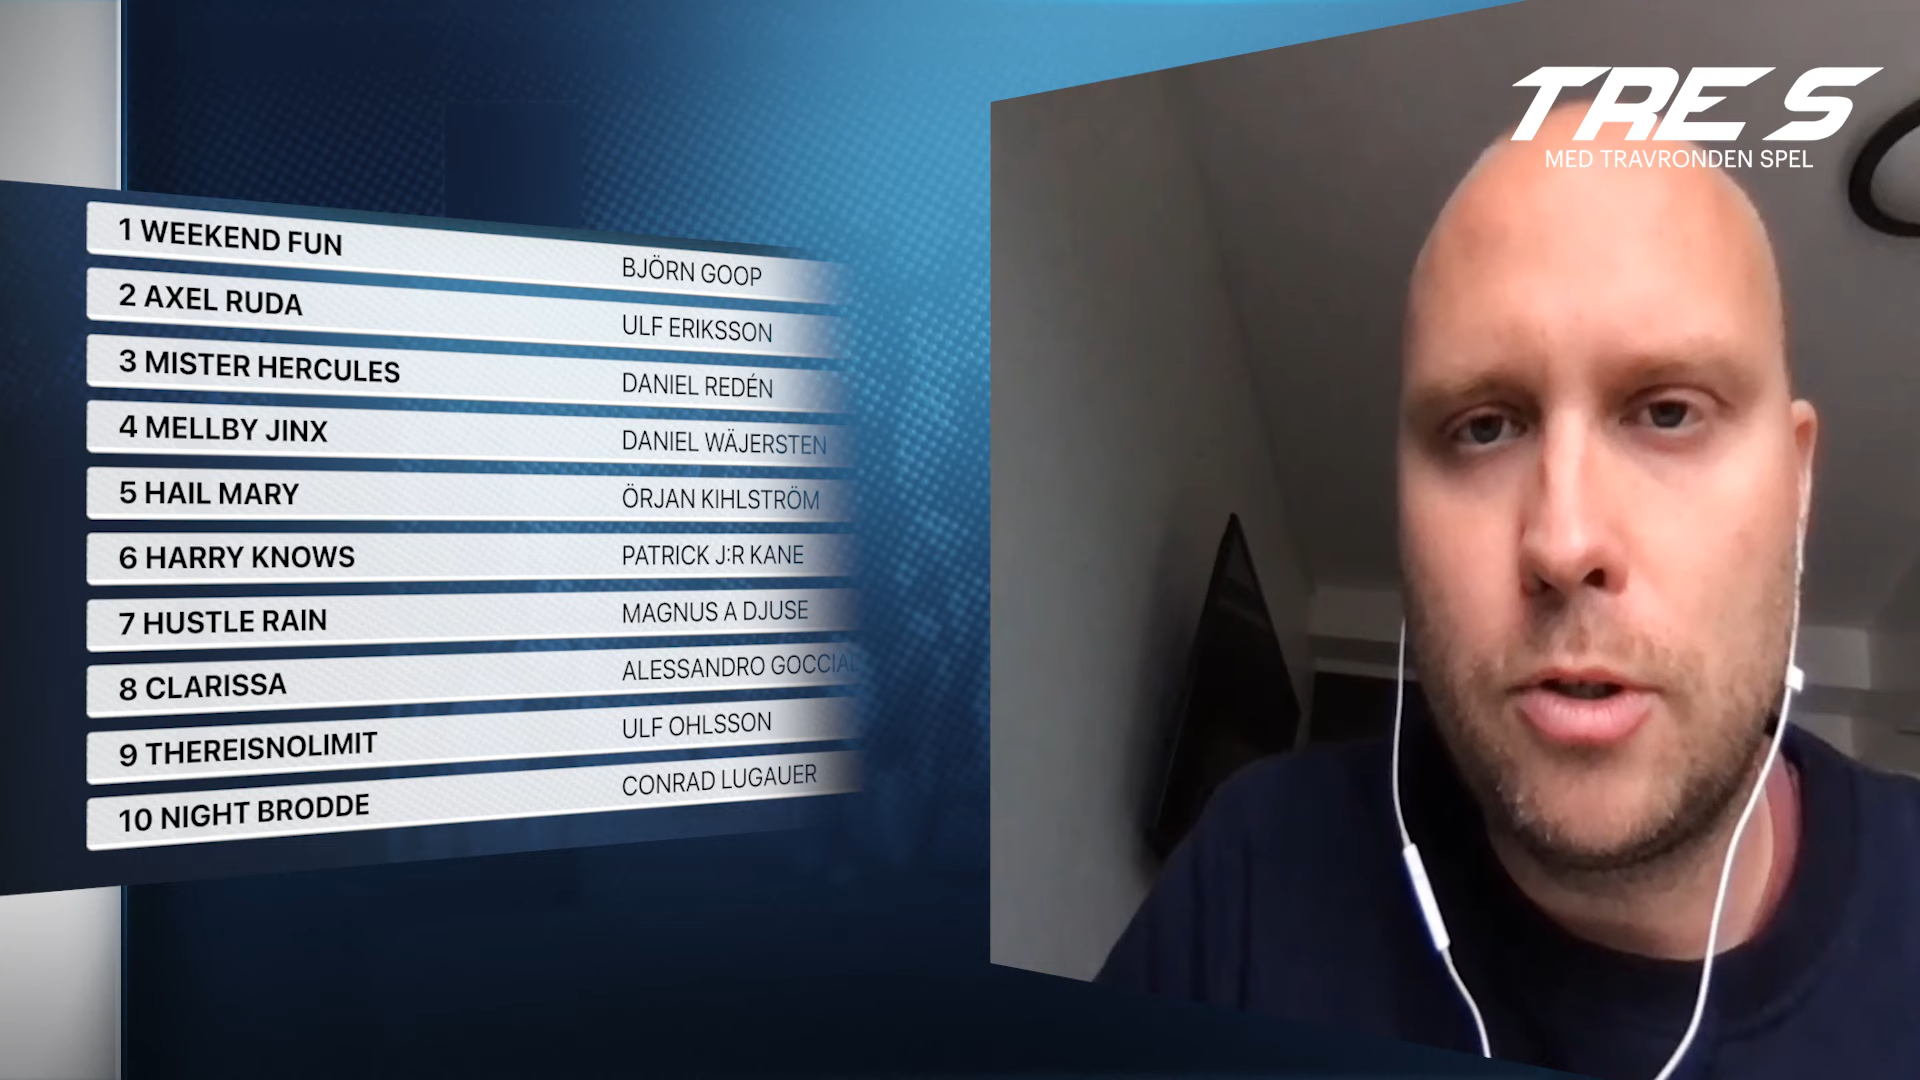 TRE S
MED TRAVRONDEN SPEL
1 WEEKEND FUN BJÖRN GOOP
2 AXEL RUDA ULF ERIKSSON
3 MISTER HERCULES DANIEL REDÉN
4 MELLBY JINX DANIEL WÄJERSTEN
5 HAIL MARY ÖRJAN KIHLSTRÖM
6 HARRY KNOWS PATRICK J:R KANE
7 HUSTLE RAIN MAGNUS A DJUSE
8 CLARISSA ALESSANDRO
9 THEREISNOLIMIT ULF OHLSSON
10 NIGHT BRODDE CONRAD LUGAUER